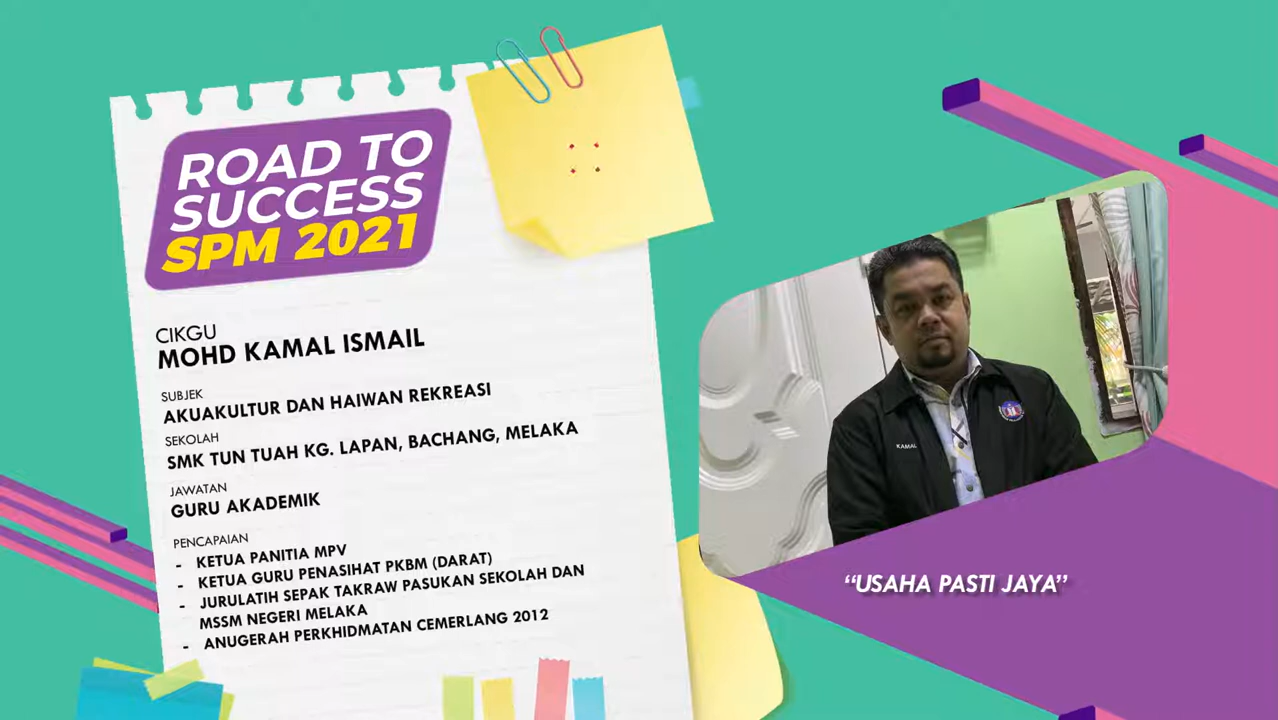 ROAD TO
SUCCESS
SPM 2021
CIKGU
MOHD KAMAL ISMAIL
SUBJEK
AKUAKULTUR DAN HAIWAN REKREASI
SEKOLAH
SMK TUN TUAH KG. LAPAN, BACHANG, MELAKA
JAWATAN
GURU AKADEMIK
PENCAPAIAN
- KETUA PANITIA MPV
- KETUA GURU PENASIHAT PKBM (DARAT)
- JURULATIH SEPAK TAKRAW PASUKAN SEKOLAH DAN
MSSM NEGERI MELAKA
- ANUGERAH PERKHIDMATAN CEMERLANG 2012
KAMAL
“USAHA PASTI JAYA”